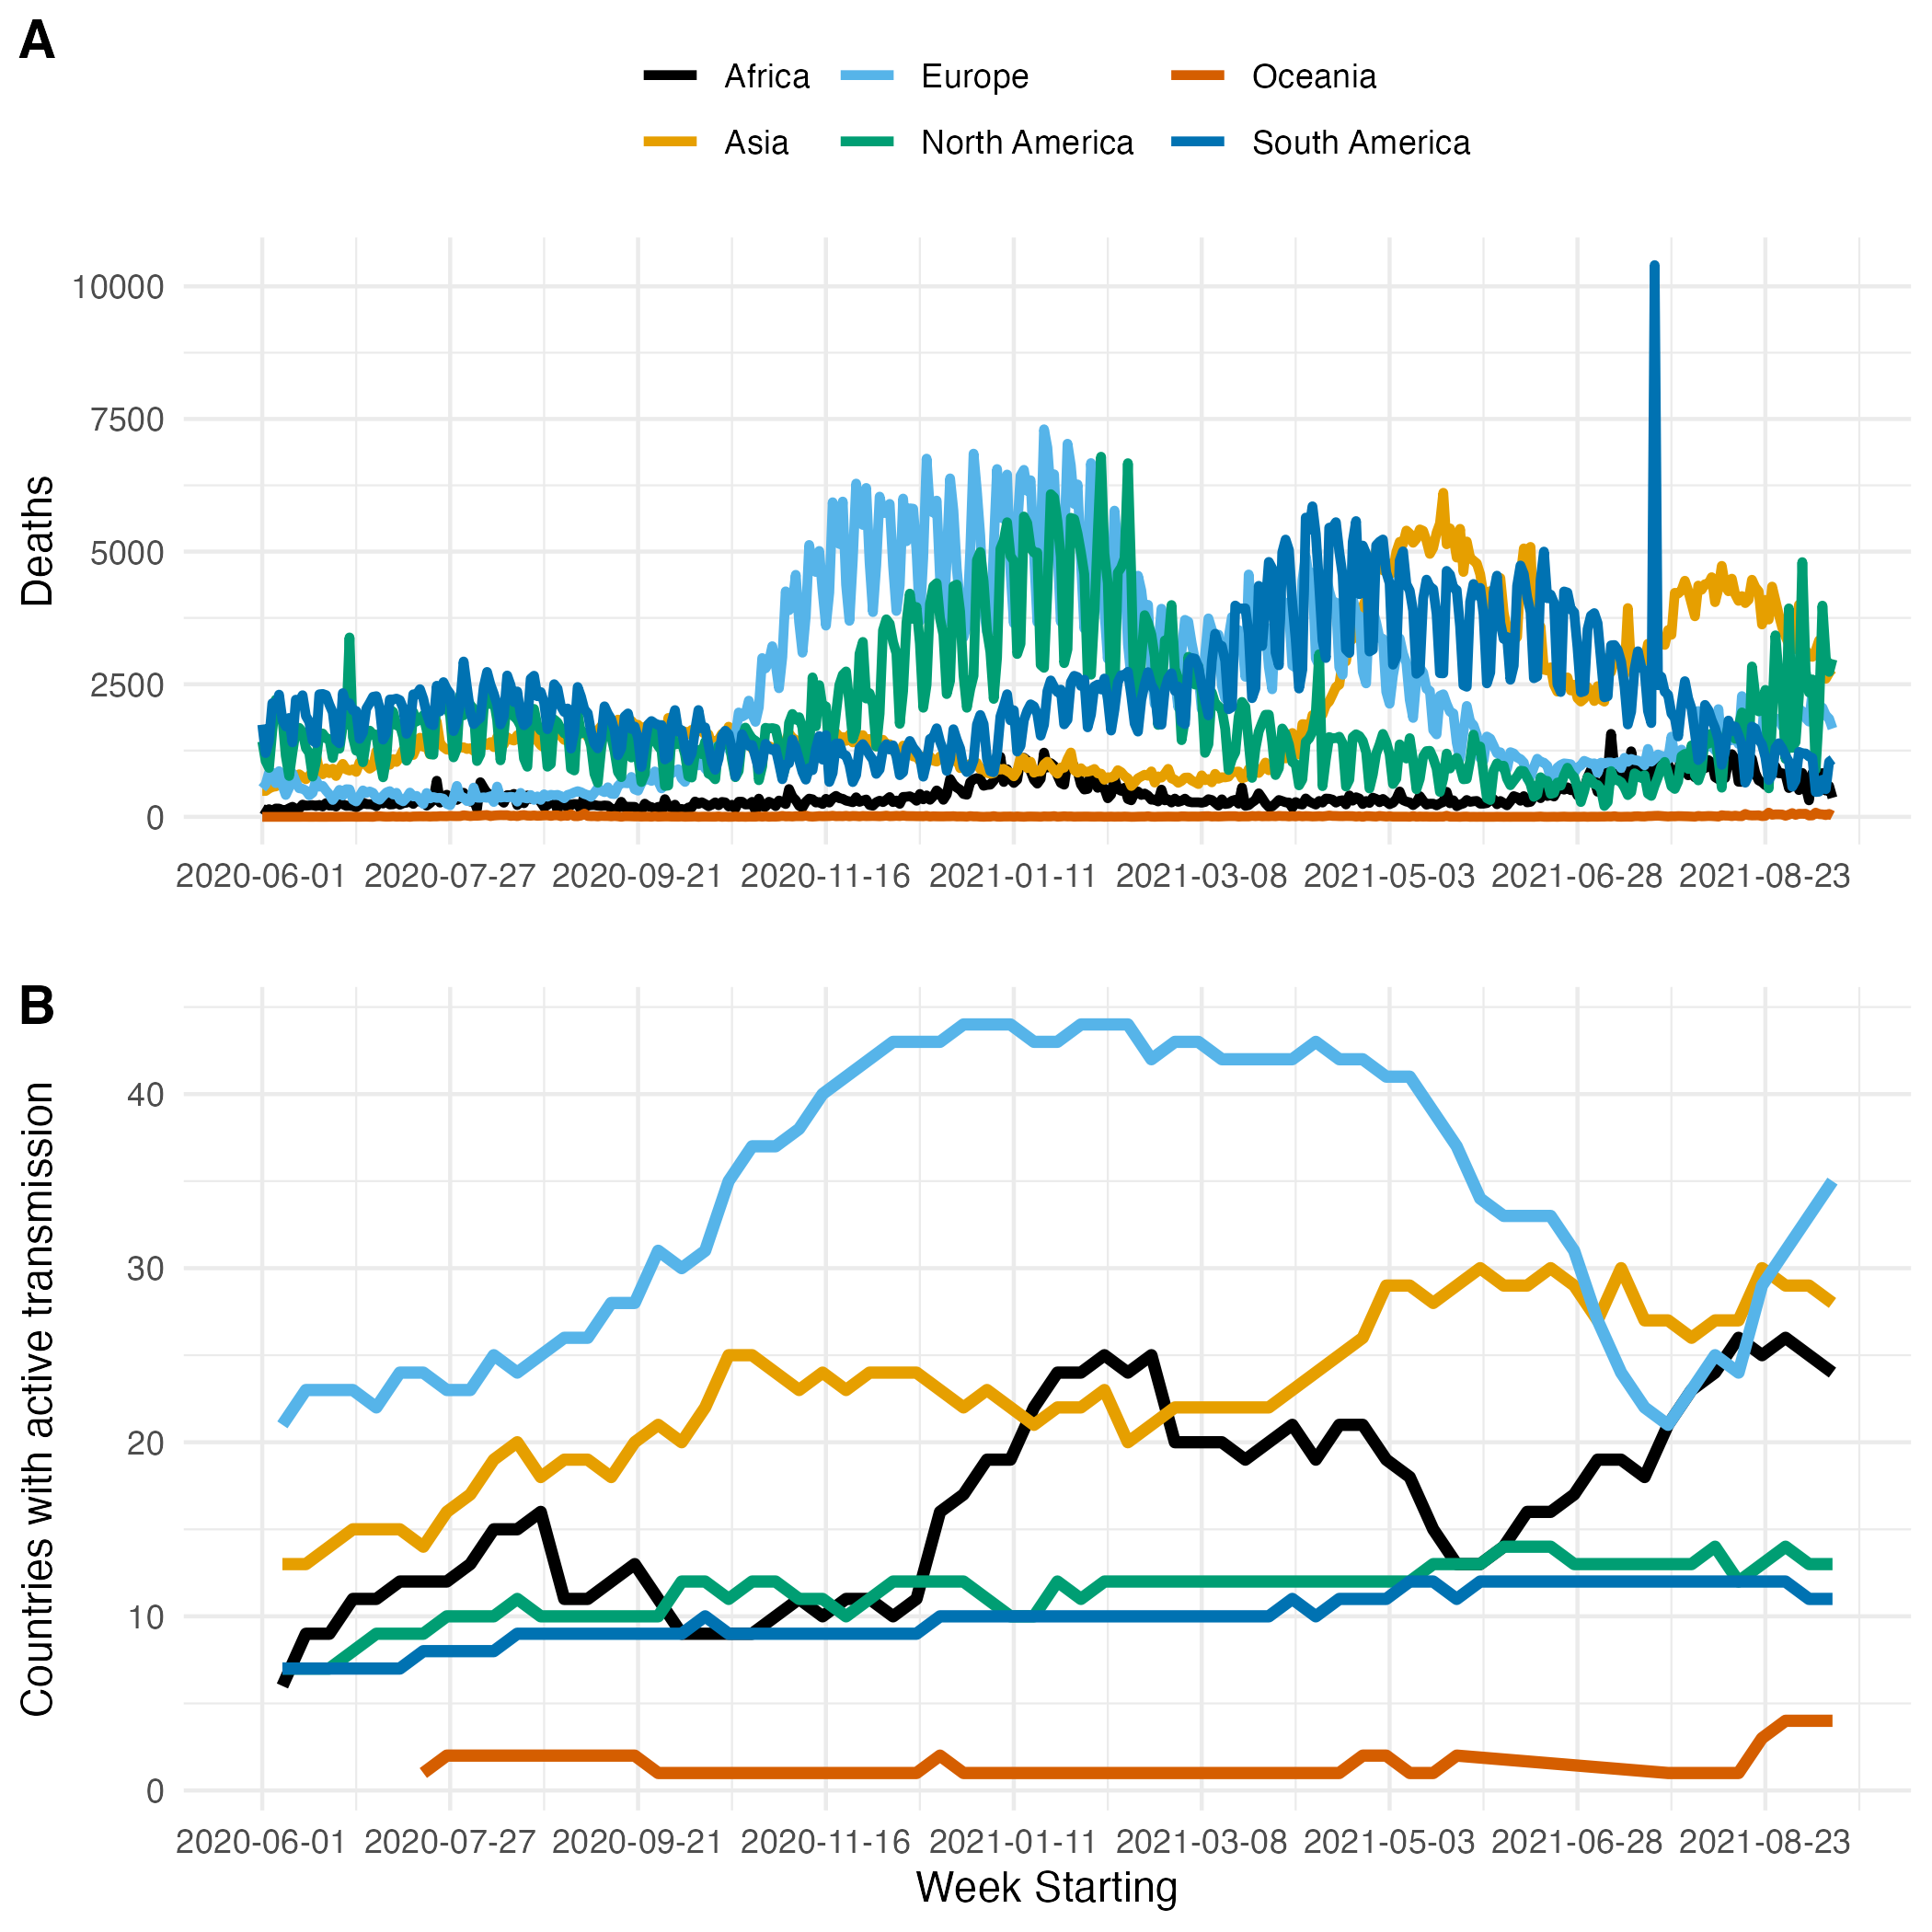 A
Africa Europe Oceania
Asia North America South America
Deaths
10000
7500
5000
2500
0
2020-06-01 2020-07-27 2020-09-21 2020-11-16 2021-01-11 2021-03-08 2021-05-03 2021-06-28 2021-08-23
B
Countries with active transmission
40
30
20
10
0
2020-06-01 2020-07-27 2020-09-21 2020-11-16 2021-01-11 2021-03-08 2021-05-03 2021-06-28 2021-08-23
Week Starting